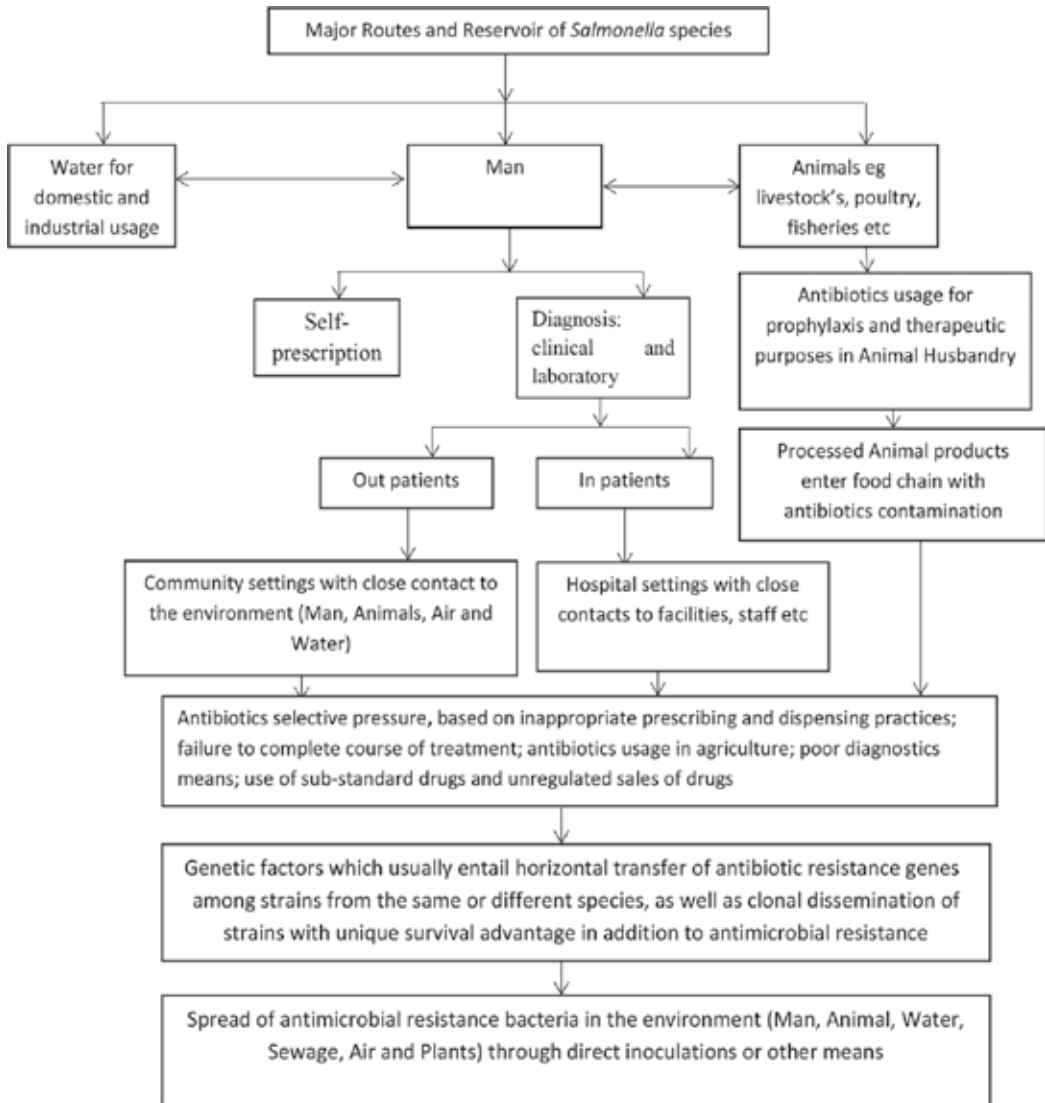 Major Routes and Reservoir of Salmonella species
Water for
domestic and
industrial usage
Man
Animals eg
livestock's, poultry,
fisheries etc
Self-
prescription
Diagnosis:
clinical and
laboratory
Antibiotics usage for
prophylaxis and therapeutic
purposes in Animal Husbandry
Out patients
In patients
Processed Animal products
enter food chain with
antibiotics contamination
Community settings with close contact to
the environment (Man, Animals, Air and
Water)
Hospital settings with close
contacts to facilities, staff etc
Antibiotics selective pressure, based on inappropriate prescribing and dispensing practices;
failure to complete course of treatment; antibiotics usage in agriculture; poor diagnostics
means; use of sub-standard drugs and unregulated sales of drugs
Genetic factors which usually entail horizontal transfer of antibiotic resistance genes
among strains from the same or different species, as well as clonal dissemination of
strains with unique survival advantage in addition to antimicrobial resistance
Spread of antimicrobial resistance bacteria in the environment (Man, Animal, Water,
Sewage, Air and Plants) through direct inoculations or other means